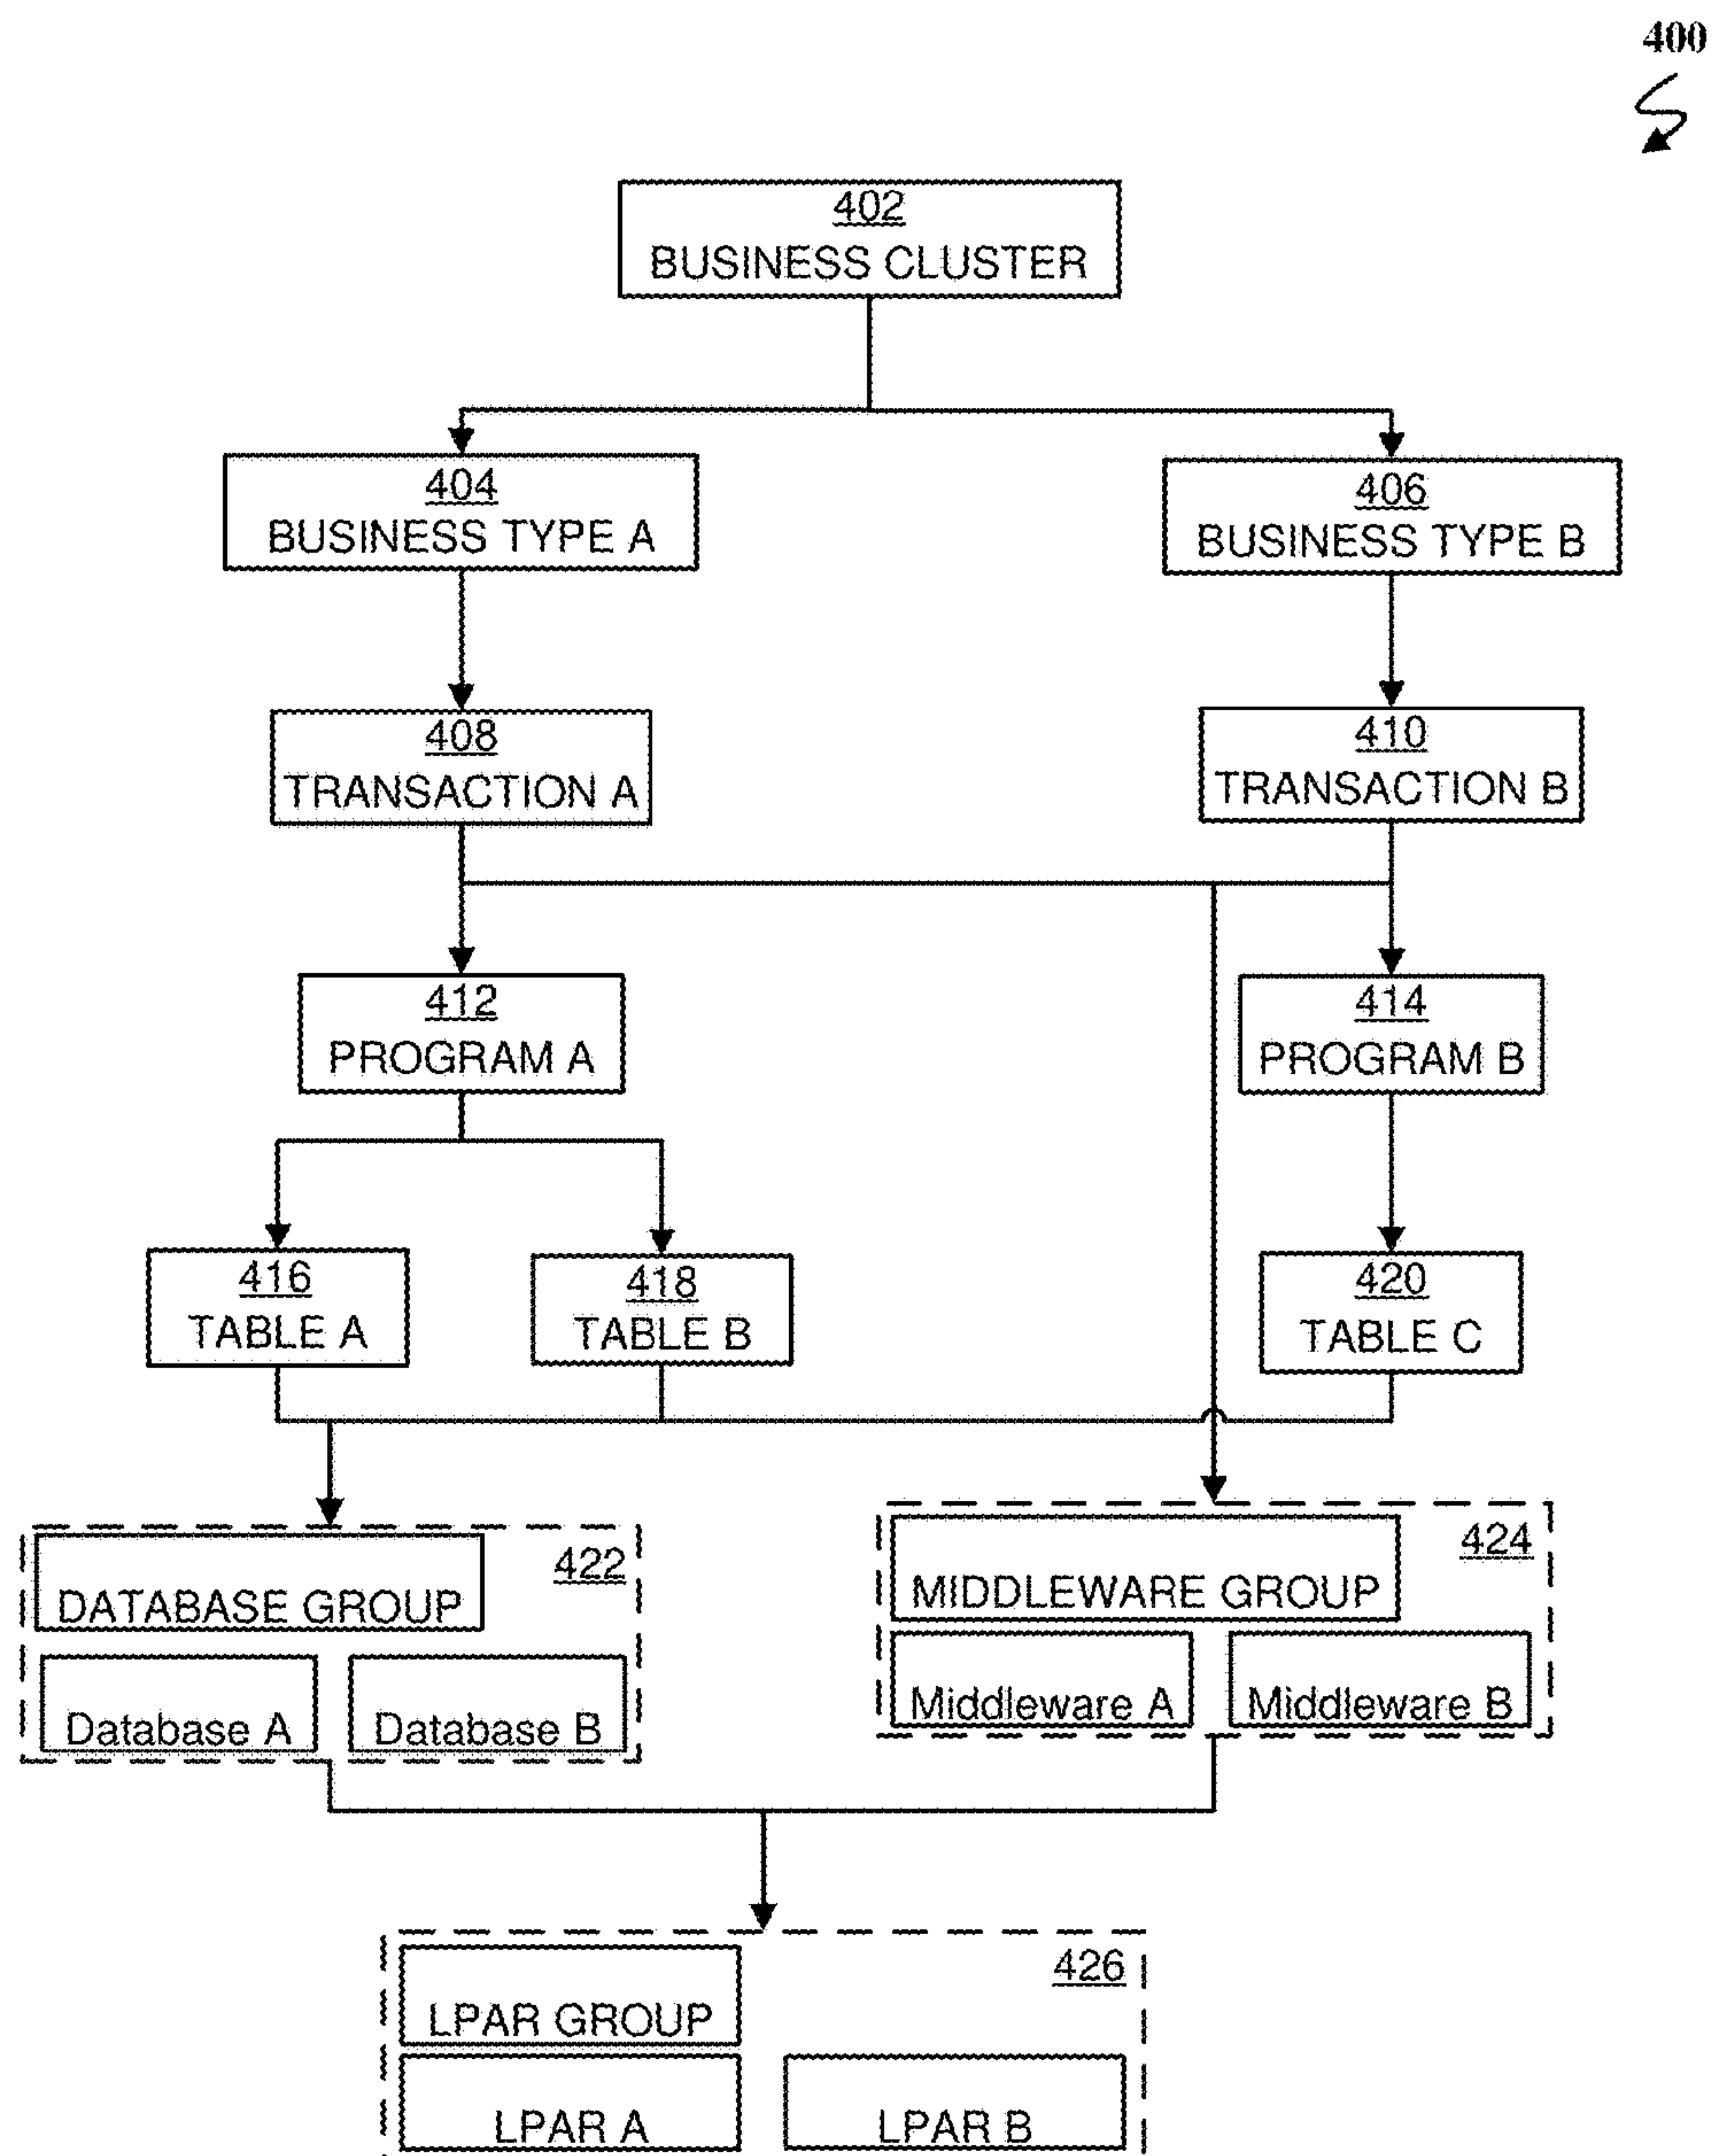 400
402
BUSINESS CLUSTER
404
BUSINESS TYPE A
406
BUSINESS TYPE B
408
TRANSACTION A
410
TRANSACTION B
412
PROGRAM A
414
PROGRAM B
416
TABLE A
418
TABLE B
420
TABLE C
422
DATABASE GROUP
Database A
Database B
424
MIDDLEWARE GROUP
Middleware A
Middleware B
426
LPAR GROUP
LPAR A
LPAR B